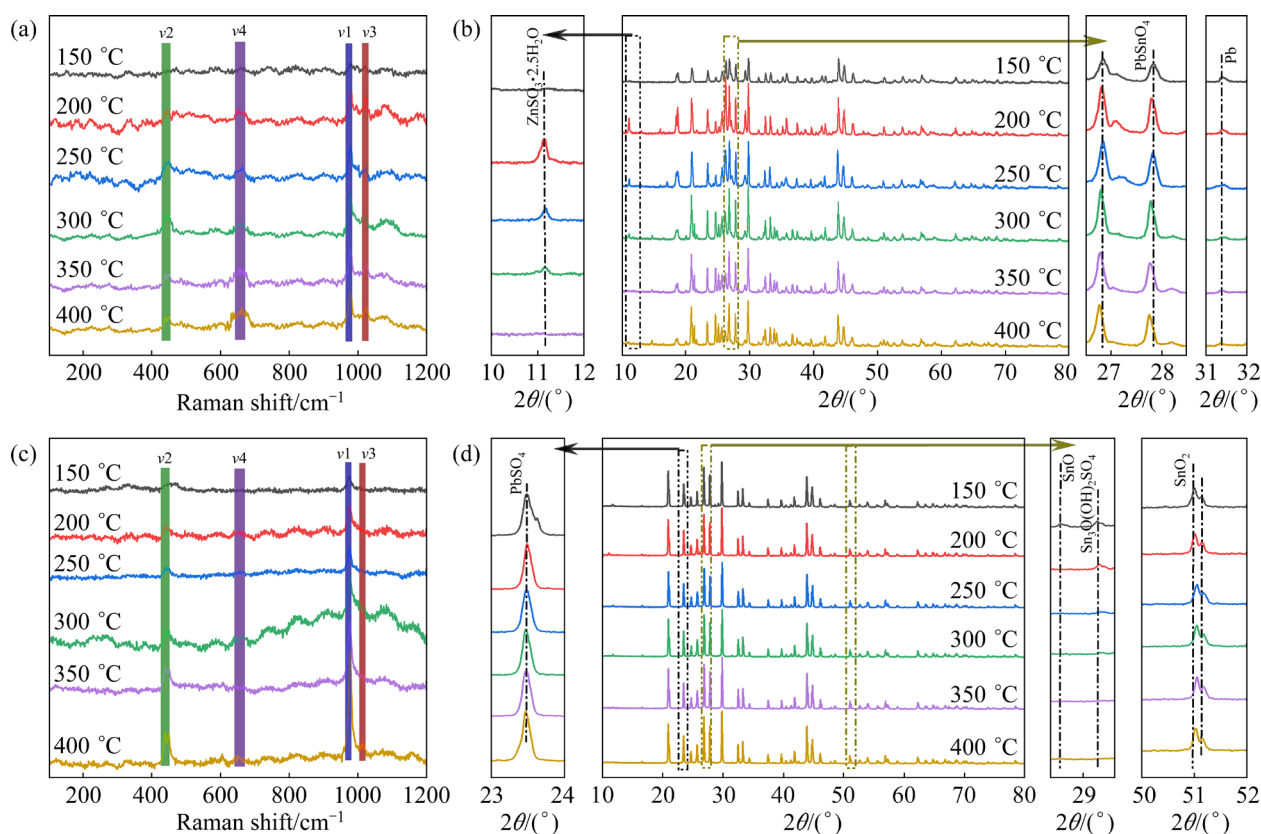 (a)
v2
v4
v1
v3
150 °C
200 °C
250 °C
300 °C
350 °C
400 °C
100 200 400 600 800 1000 1200
Raman shift/cm⁻¹
(b)
ZnSO₃·2.5H₂O
10 11 12
2θ/(°)
150 °C
200 °C
250 °C
300 °C
350 °C
400 °C
10 20 30 40 50 60 70 80
2θ/(°)
PbSnO₄
27 28
2θ/(°)
Pb
31 32
2θ/(°)
(c)
v2
v4
v1
v3
150 °C
200 °C
250 °C
300 °C
350 °C
400 °C
100 200 400 600 800 1000 1200
Raman shift/cm⁻¹
(d)
PbSO₄
23 24
2θ/(°)
150 °C
200 °C
250 °C
300 °C
350 °C
400 °C
10 20 30 40 50 60 70 80
2θ/(°)
SnO
Sn₃O(OH)₂SO₄
29
2θ/(°)
SnO₂
50 51 52
2θ/(°)